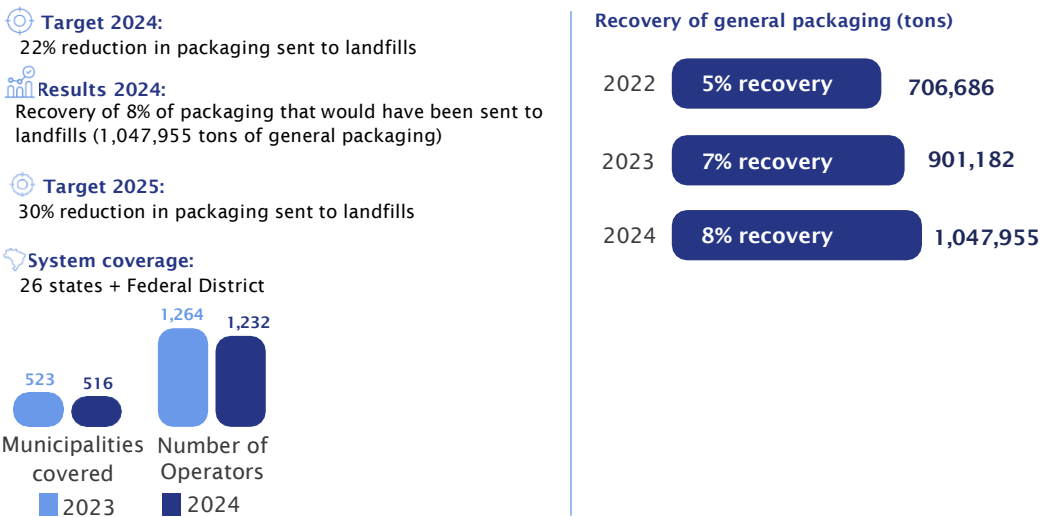 Target 2024:
22% reduction in packaging sent to landfills
Results 2024:
Recovery of 8% of packaging that would have been sent to
landfills (1,047,955 tons of general packaging)
Target 2025:
30% reduction in packaging sent to landfills
System coverage:
26 states + Federal District
1,264
1,232
523
516
Municipalities
covered
Number of
Operators
2023
2024
Recovery of general packaging (tons)
2022 5% recovery 706,686
2023 7% recovery 901,182
2024 8% recovery 1,047,955